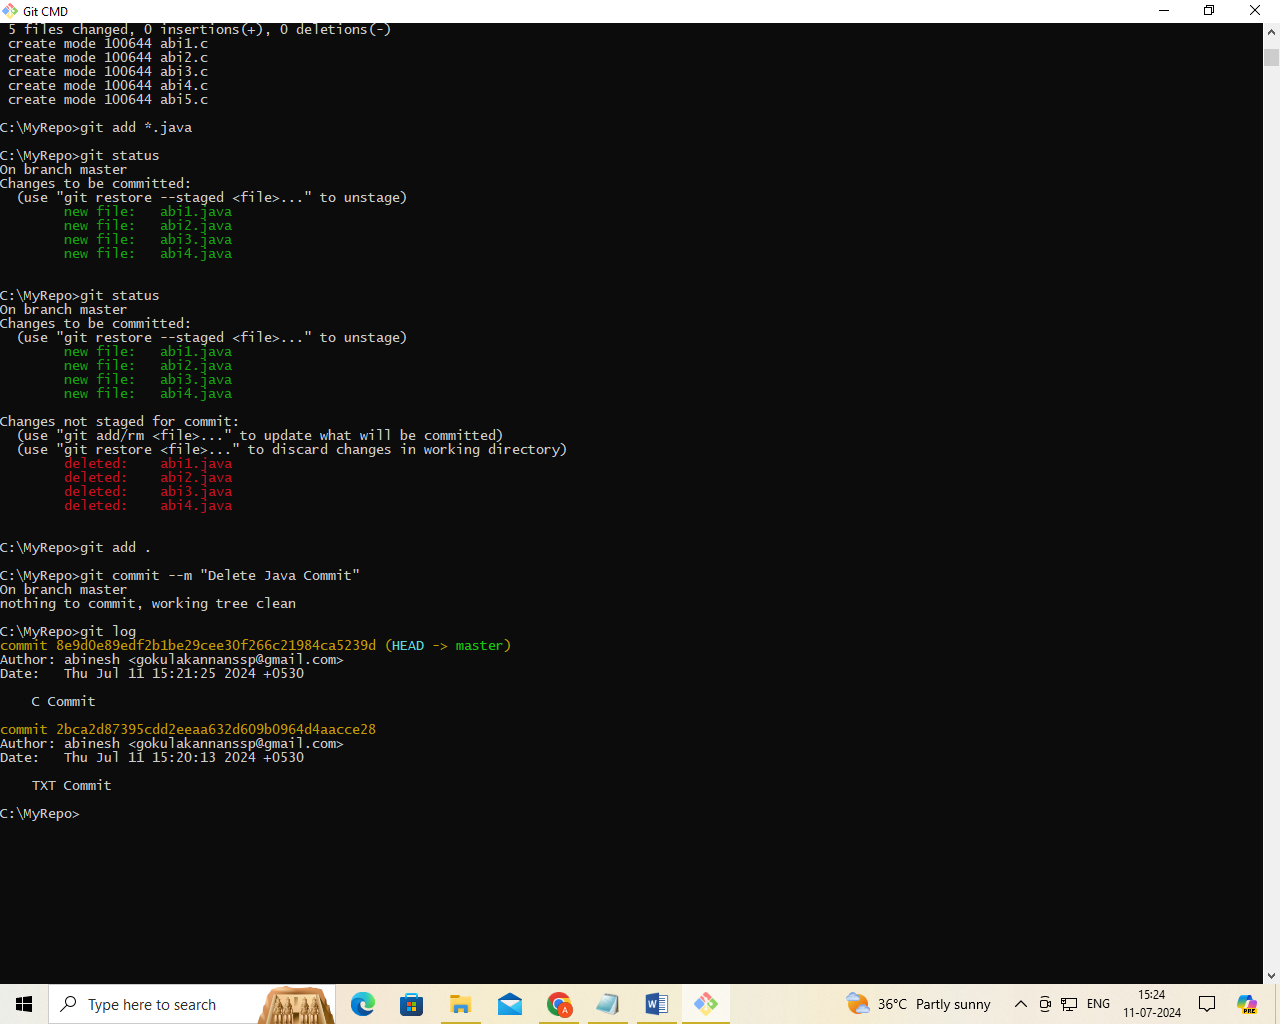 Git CMD
5 files changed, 0 insertions(+), 0 deletions(-)
create mode 100644 abi1.c
create mode 100644 abi2.c
create mode 100644 abi3.c
create mode 100644 abi4.c
create mode 100644 abi5.c
C:\MyRepo>git add *.java
C:\MyRepo>git status
On branch master
Changes to be committed:
(use "git restore --staged <file>..." to unstage)
new file:   abi1.java
new file:   abi2.java
new file:   abi3.java
new file:   abi4.java
C:\MyRepo>git status
On branch master
Changes to be committed:
(use "git restore --staged <file>..." to unstage)
new file:   abi1.java
new file:   abi2.java
new file:   abi3.java
new file:   abi4.java
Changes not staged for commit:
(use "git add/rm <file>..." to update what will be committed)
(use "git restore <file>..." to discard changes in working directory)
deleted:    abi1.java
deleted:    abi2.java
deleted:    abi3.java
deleted:    abi4.java
C:\MyRepo>git add .
C:\MyRepo>git commit --m "Delete Java Commit"
On branch master
nothing to commit, working tree clean
C:\MyRepo>git log
commit 8e9d0e89edf2b1be29cee30f266c21984ca5239d (HEAD -> master)
Author: abinesh <gokulakannanssp@gmail.com>
Date:   Thu Jul 11 15:21:25 2024 +0530
C Commit
commit 2bca2d87395cdd2eeaa632d609b0964d4aacce28
Author: abinesh <gokulakannanssp@gmail.com>
Date:   Thu Jul 11 15:20:13 2024 +0530
TXT Commit
C:\MyRepo>
Type here to search
A
W
36°C Partly sunny
ENG
15:24
11-07-2024
PRE